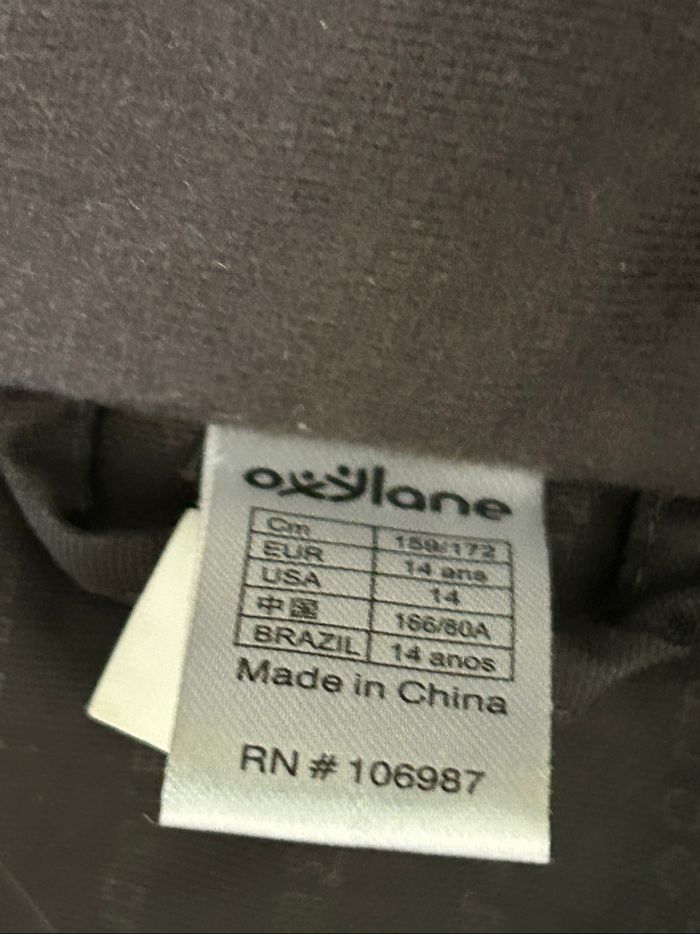 oxylane
Cm 159/172
EUR 14 ans
USA 14
中国 166/80A
BRAZIL 14 anos
Made in China
RN # 106987